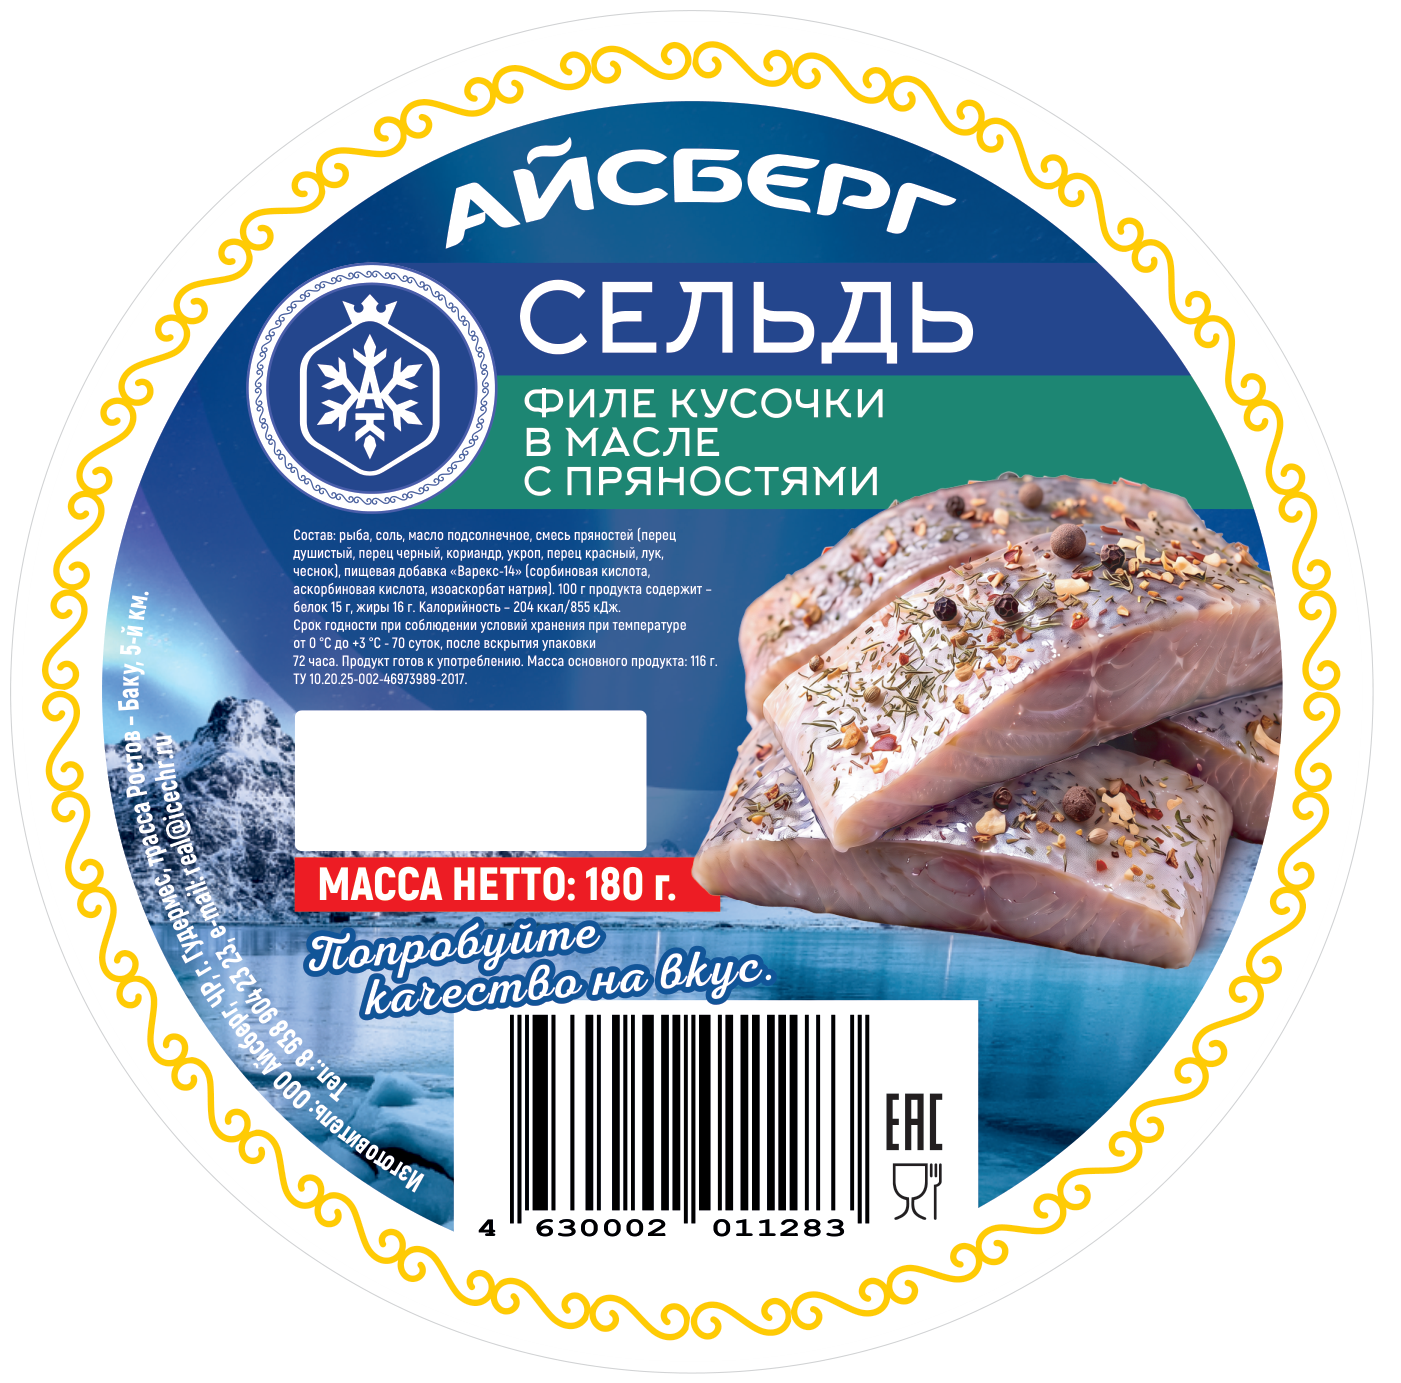 АЙСБЕРГ
СЕЛЬДЬ
ФИЛЕ КУСОЧКИ
В МАСЛЕ
С ПРЯНОСТЯМИ
АК
Состав: рыба, соль, масло подсолнечное, смесь пряностей (перец
душистый, перец черный, кориандр, укроп, перец красный, лук,
чеснок), пищевая добавка «Варекс-14» (сорбиновая кислота,
аскорбиновая кислота, изоаскорбат натрия). 100 г продукта содержит –
белок 15 г, жиры 16 г. Калорийность – 204 ккал/855 кДж.
Срок годности при соблюдении условий хранения при температуре
от 0 °С до +3 °С - 70 суток, после вскрытия упаковки
72 часа. Продукт готов к употреблению. Масса основного продукта: 116 г.
ТУ 10.20.25-002-46973989-2017.
МАССА НЕТТО: 180 г.
Попробуйте
качество на вкус.
Изготовитель: ООО Айсберг, ЧР, г. Гудермес, трасса Ростов – Баку, 5-й км.
Тел.: 8 938 904 23 23, e-mail: real@icechr.ru
EAC
4 630002 011283